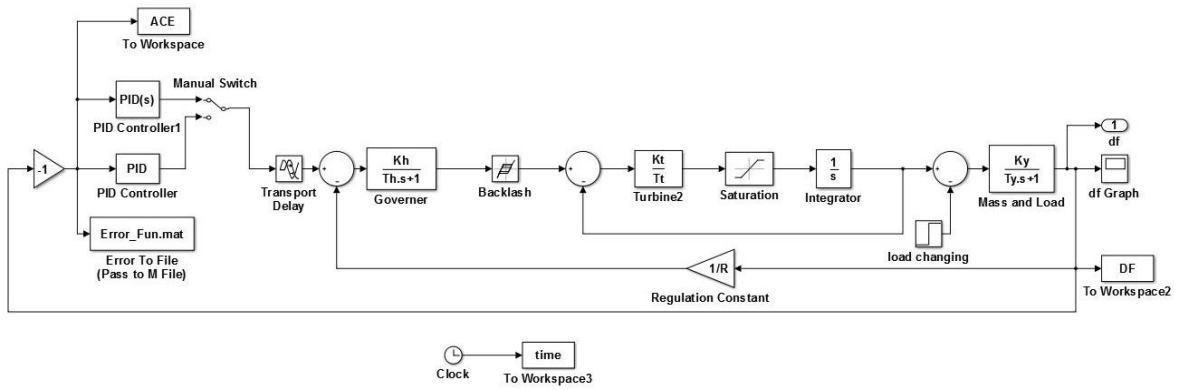 ACE
To Workspace
Manual Switch
PID(s)
PID Controller1
-1
PID
PID Controller
Error_Fun.mat
Error To File
(Pass to M File)
Transport
Delay
+
-
Kh
Th.s+1
Governer
Backlash
+
-
Kt
Tt
Turbine2
Saturation
1
s
Integrator
+
-
load changing
Ky
Ty.s+1
Mass and Load
1
df
df Graph
1/R
Regulation Constant
DF
To Workspace2
Clock
time
To Workspace3